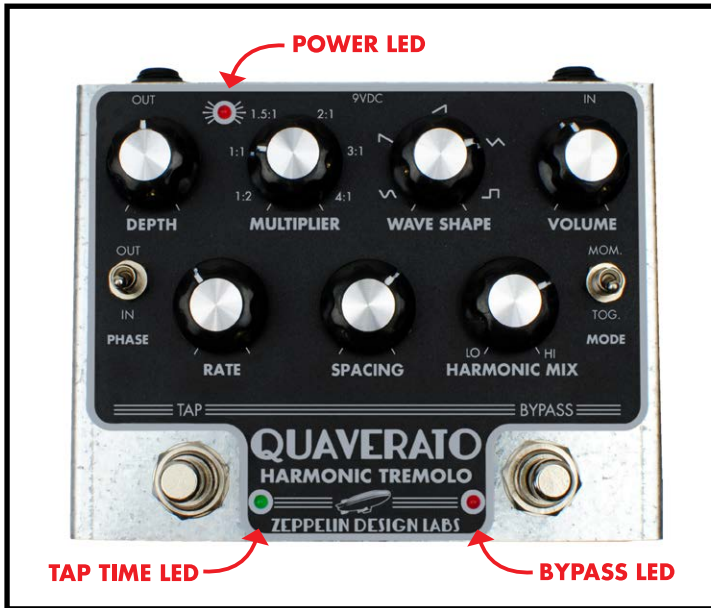 POWER LED
OUT
9VDC
IN
1.5:1
2:1
1:1
3:1
1:2
4:1
DEPTH
MULTIPLIER
WAVE SHAPE
VOLUME
OUT
MOM.
IN
TOG.
PHASE
MODE
LO
HI
RATE
SPACING
HARMONIC MIX
TAP
BYPASS
QUAVERATO
HARMONIC TREMOLO
ZEPPELIN DESIGN LABS
TAP TIME LED
BYPASS LED